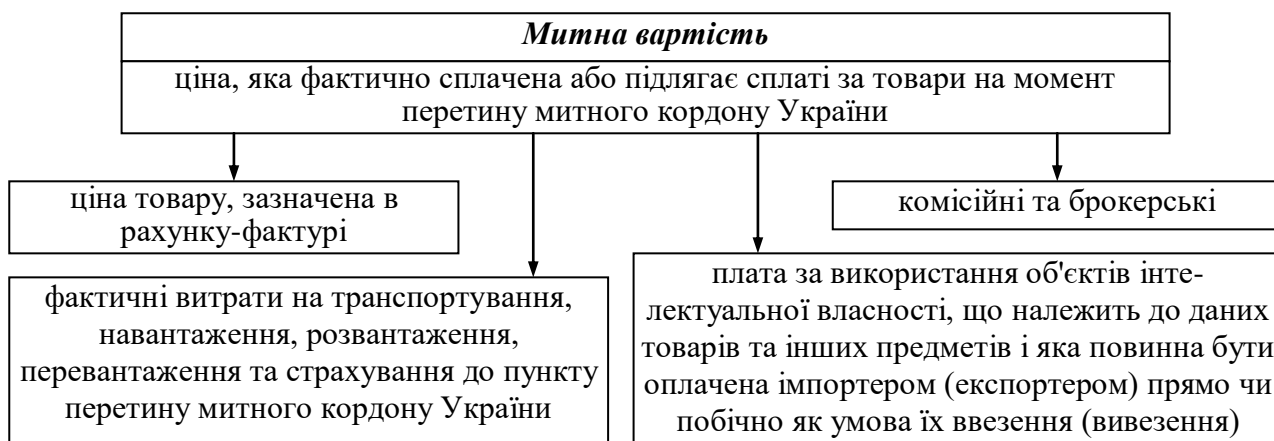 Митна вартість
ціна, яка фактично сплачена або підлягає сплаті за товари на момент
перетину митного кордону України
ціна товару, зазначена в
рахунку-фактурі
комісійні та брокерські
фактичні витрати на транспортування,
навантаження, розвантаження,
перевантаження та страхування до пункту
перетину митного кордону України
плата за використання об'єктів інте-
лектуальної власності, що належить до даних
товарів та інших предметів і яка повинна бути
оплачена імпортером (експортером) прямо чи
побічно як умова їх ввезення (вивезення)